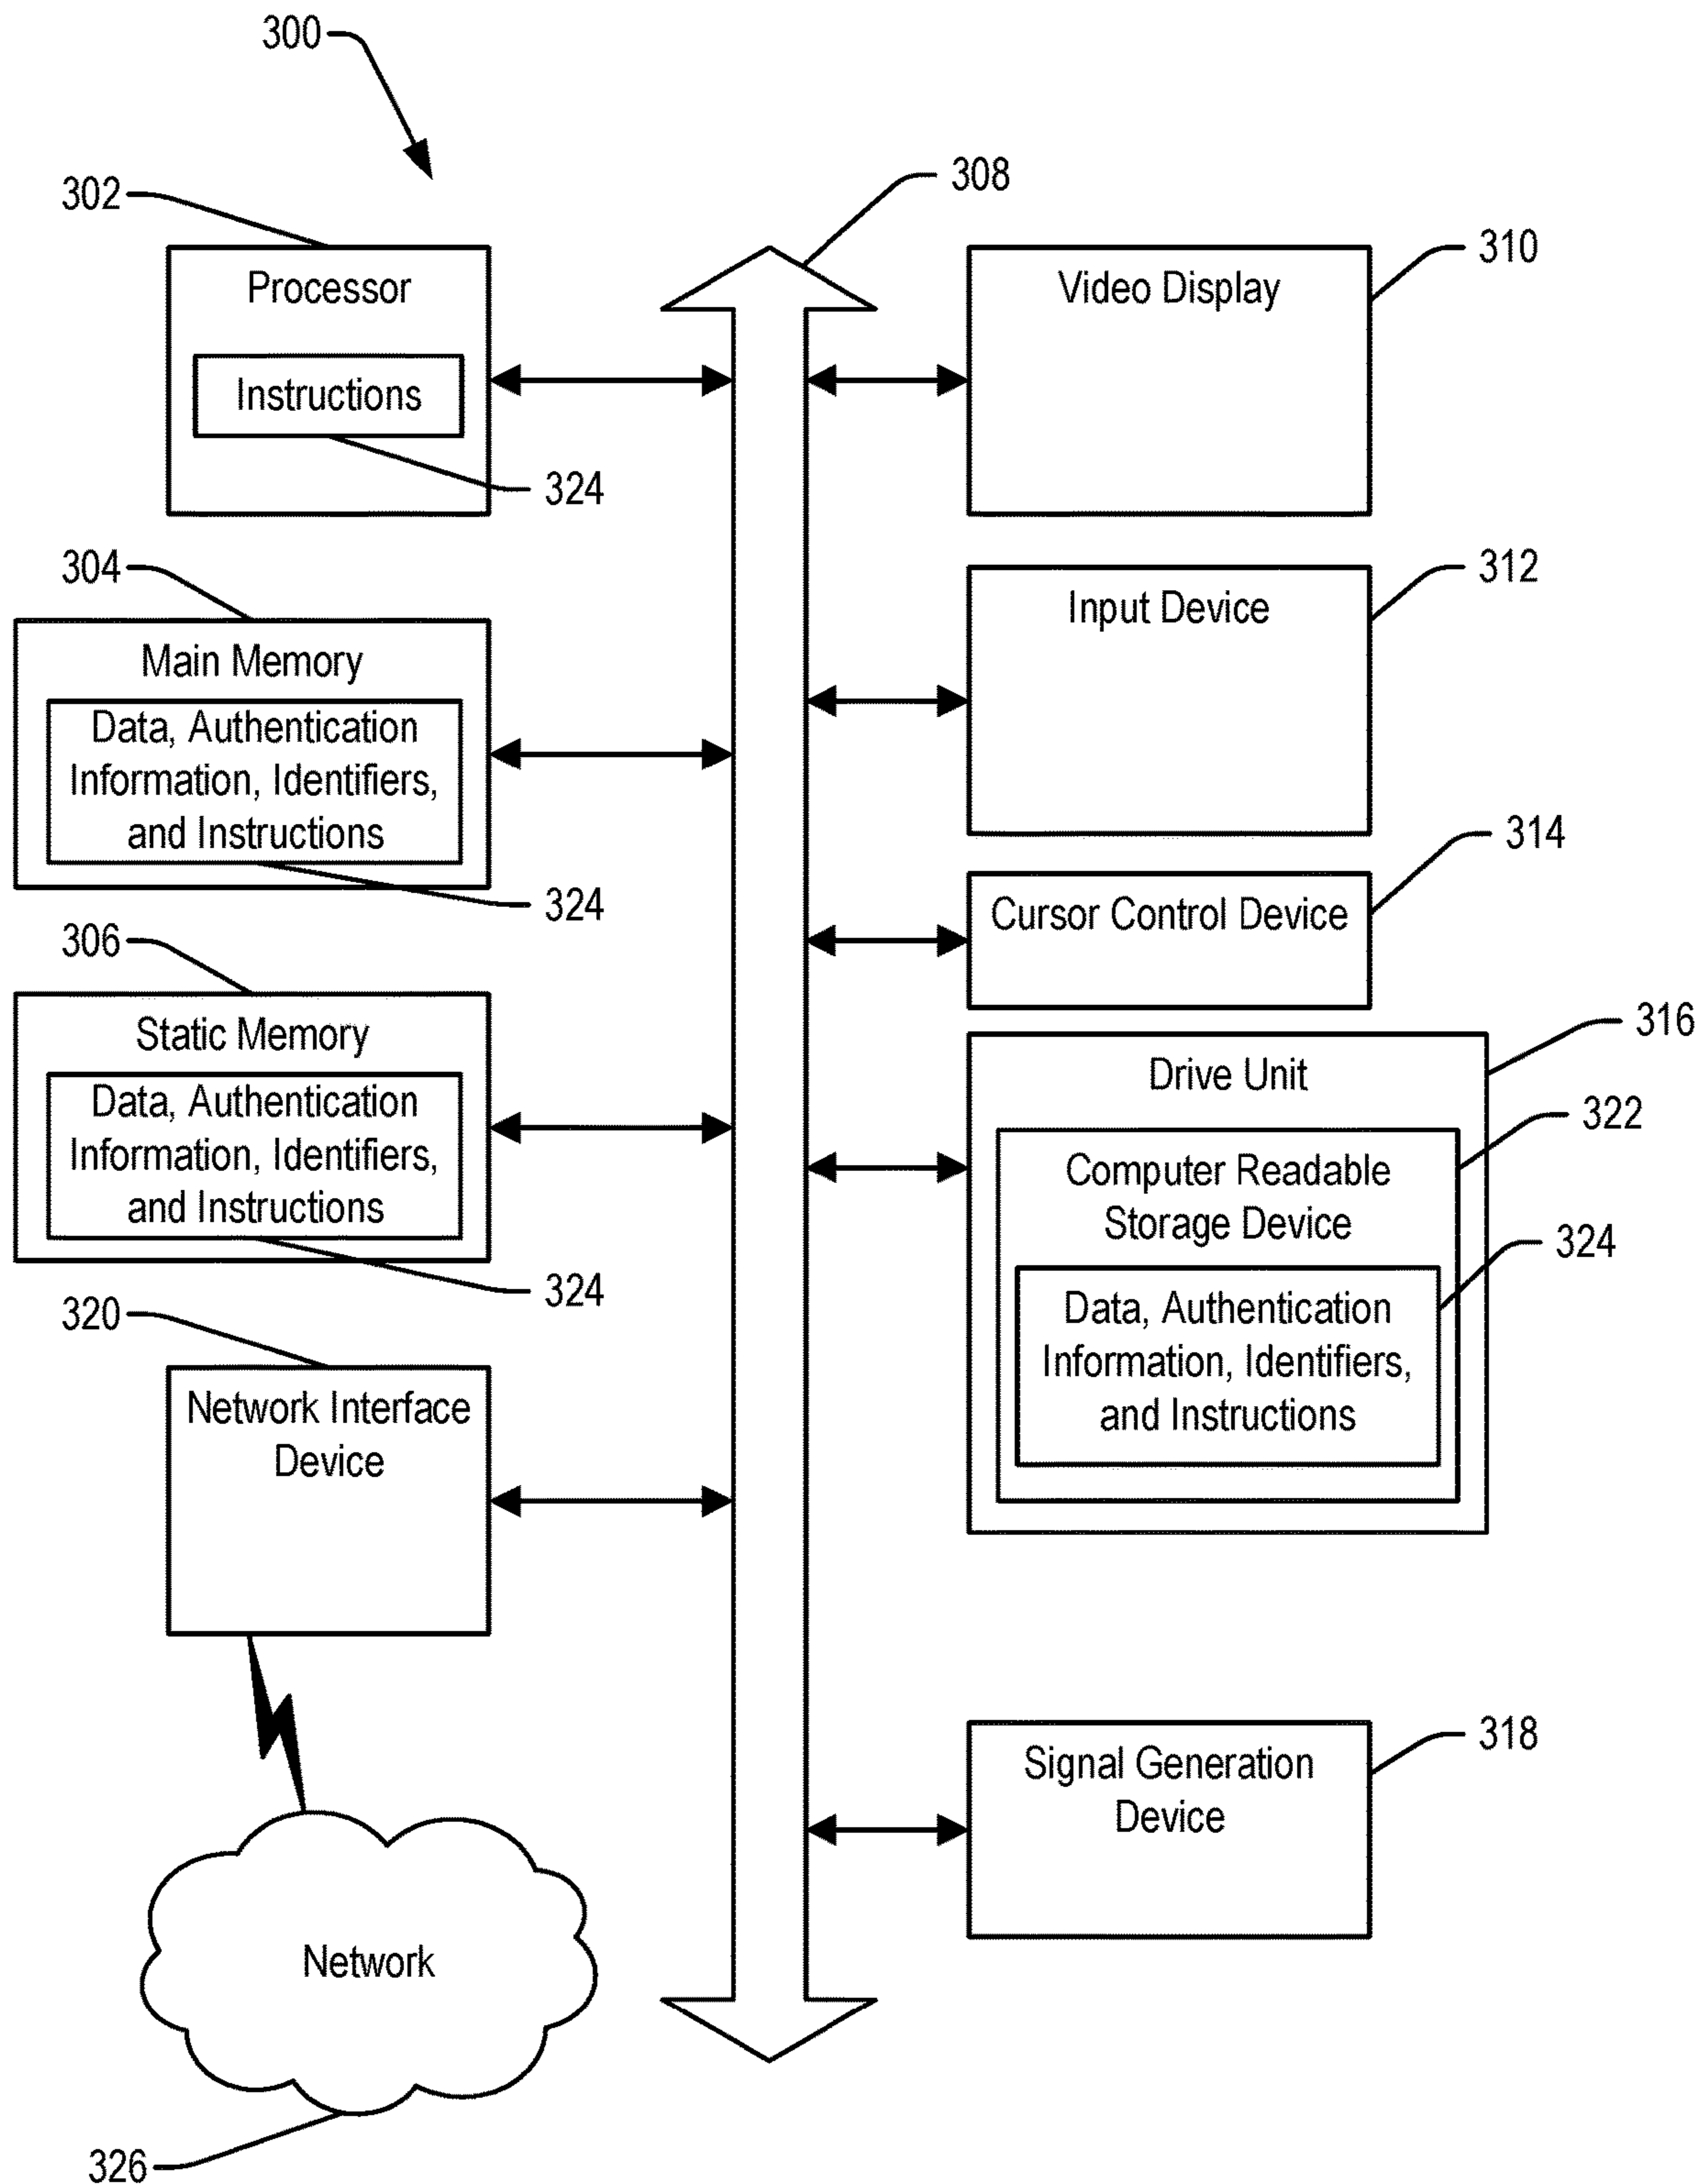 300
302
308
310
Processor
Instructions
324
Video Display
304
312
Main Memory
Data, Authentication
Information, Identifiers,
and Instructions
324
Input Device
314
Cursor Control Device
306
Static Memory
Data, Authentication
Information, Identifiers,
and Instructions
324
316
Drive Unit
322
Computer Readable
Storage Device
324
Data, Authentication
Information, Identifiers,
and Instructions
320
Network Interface
Device
318
Signal Generation
Device
Network
326